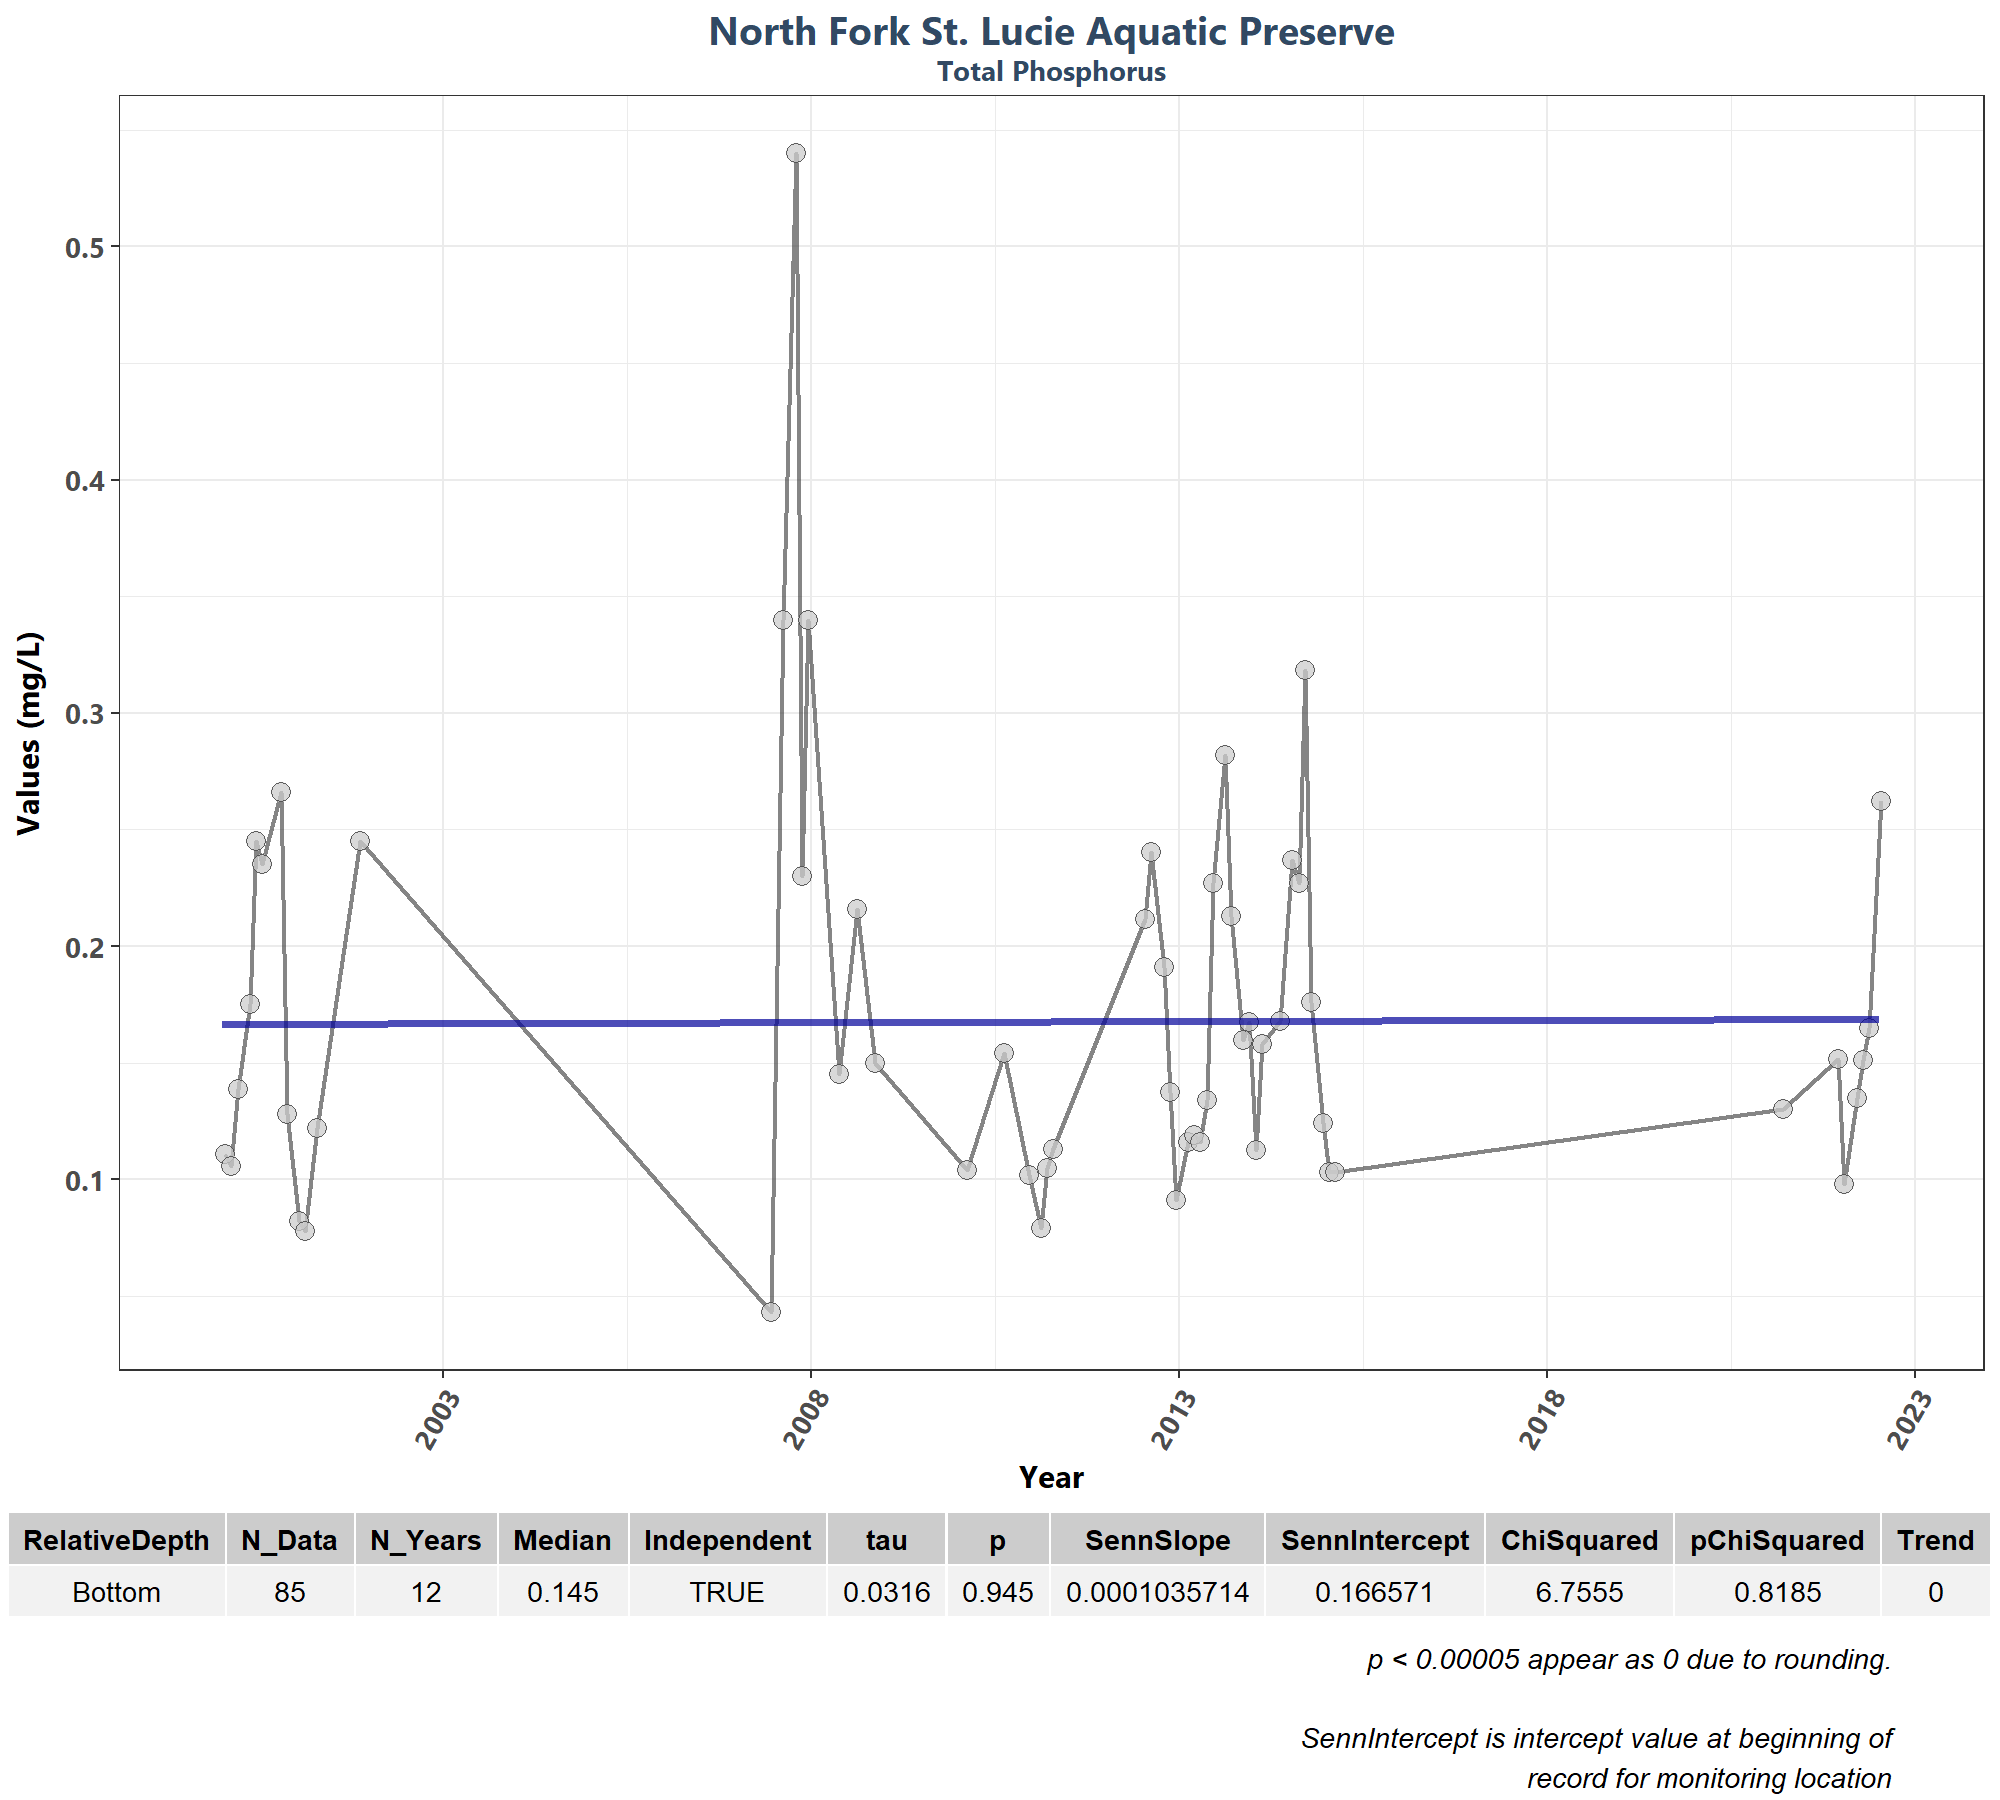 North Fork St. Lucie Aquatic Preserve
Total Phosphorus
Values (mg/L)
0.5
0.4
0.3
0.2
0.1
2003 2008 2013 2018 2023
Year
RelativeDepth N_Data N_Years Median Independent tau p SennSlope SennIntercept ChiSquared pChiSquared Trend
Bottom 85 12 0.145 TRUE 0.0316 0.945 0.0001035714 0.166571 6.7555 0.8185 0
p < 0.00005 appear as 0 due to rounding.
SennIntercept is intercept value at beginning of
record for monitoring location